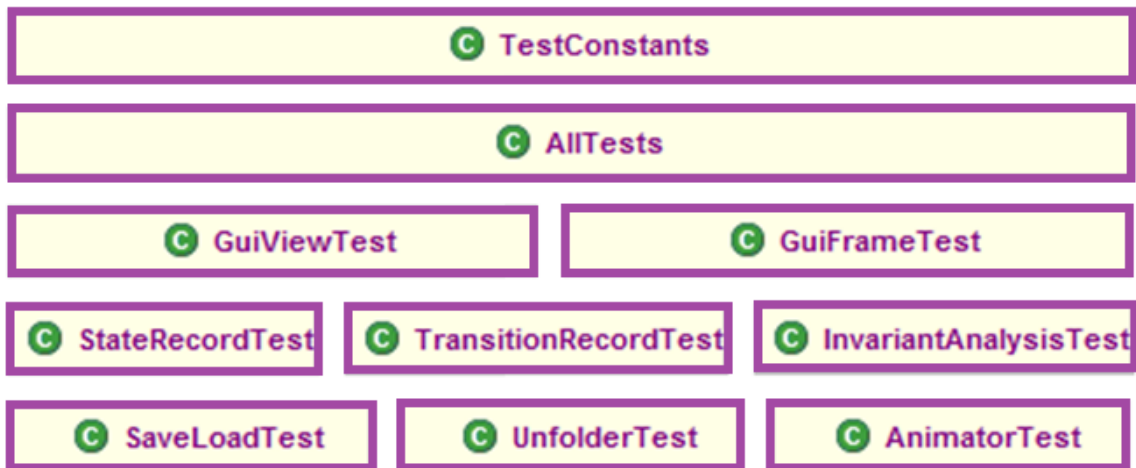 C TestConstants
C AllTests
C GuiViewTest C GuiFrameTest
C StateRecordTest C TransitionRecordTest C InvariantAnalysisTest
C SaveLoadTest C UnfolderTest C AnimatorTest